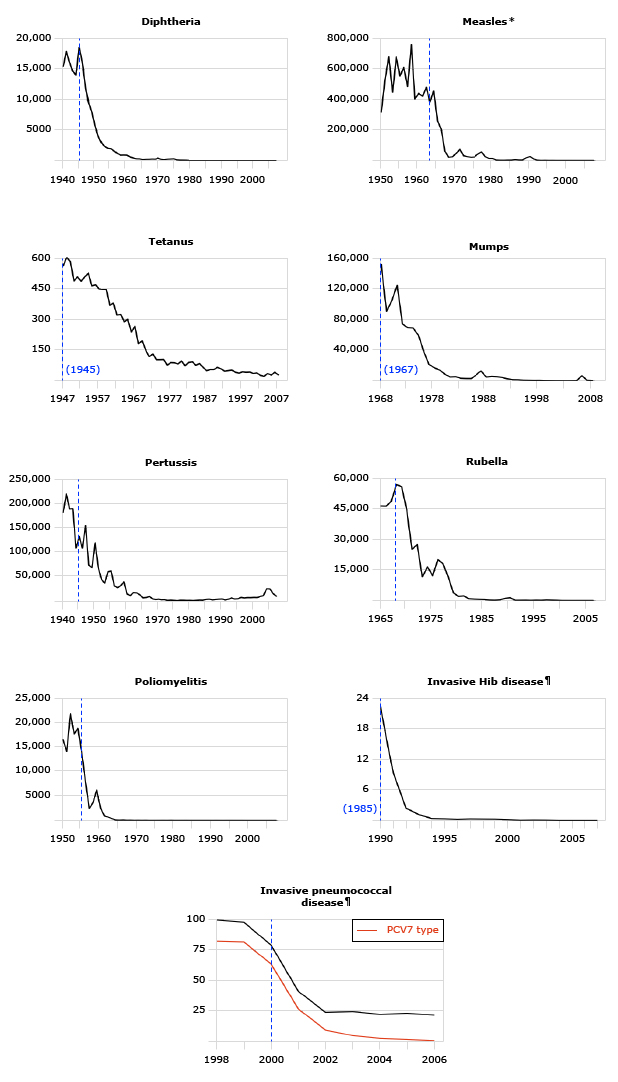 Diphtheria
20,000
15,000
10,000
5000
1940 1950 1960 1970 1980 1990 2000
Measles*
800,000
600,000
400,000
200,000
1950 1960 1970 1980 1990 2000
Tetanus
600
450
300
150
(1945)
1947 1957 1967 1977 1987 1997 2007
Mumps
160,000
120,000
80,000
40,000
(1967)
1968 1978 1988 1998 2008
Pertussis
250,000
200,000
150,000
100,000
50,000
1940 1950 1960 1970 1980 1990 2000
Rubella
60,000
45,000
30,000
15,000
1965 1975 1985 1995 2005
Poliomyelitis
25,000
20,000
15,000
10,000
5000
1950 1960 1970 1980 1990 2000
Invasive Hib disease¶
24
18
12
6
(1985)
1990 1995 2000 2005
Invasive pneumococcal
disease¶
100
75
50
25
PCV7 type
1998 2000 2002 2004 2006